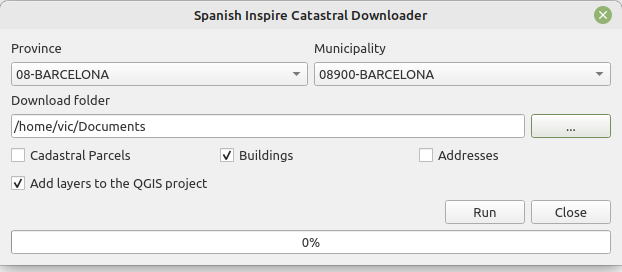 Spanish Inspire Catastral Downloader
Province Municipality
08-BARCELONA 08900-BARCELONA
Download folder
/home/vic/Documents ...
Cadastral Parcels Buildings Addresses
Add layers to the QGIS project
Run Close
0%